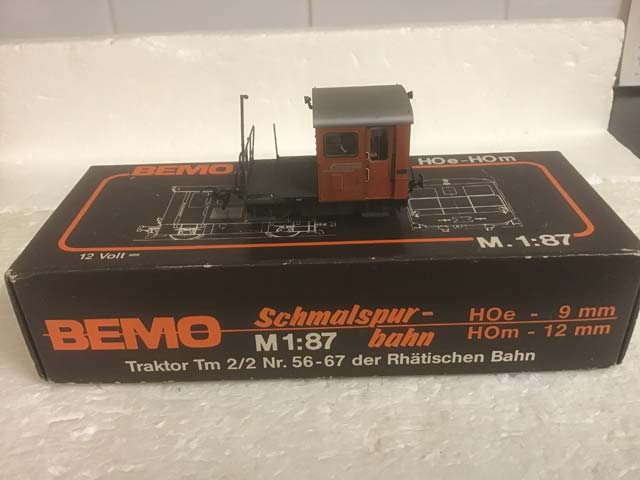 BEMO
HOe-HOm
12 Volt =
M. 1:87
BEMO
Schmalspur-
bahn
M 1:87
HOe - 9 mm
HOm - 12 mm
Traktor Tm 2/2 Nr. 56-67 der Rhätischen Bahn